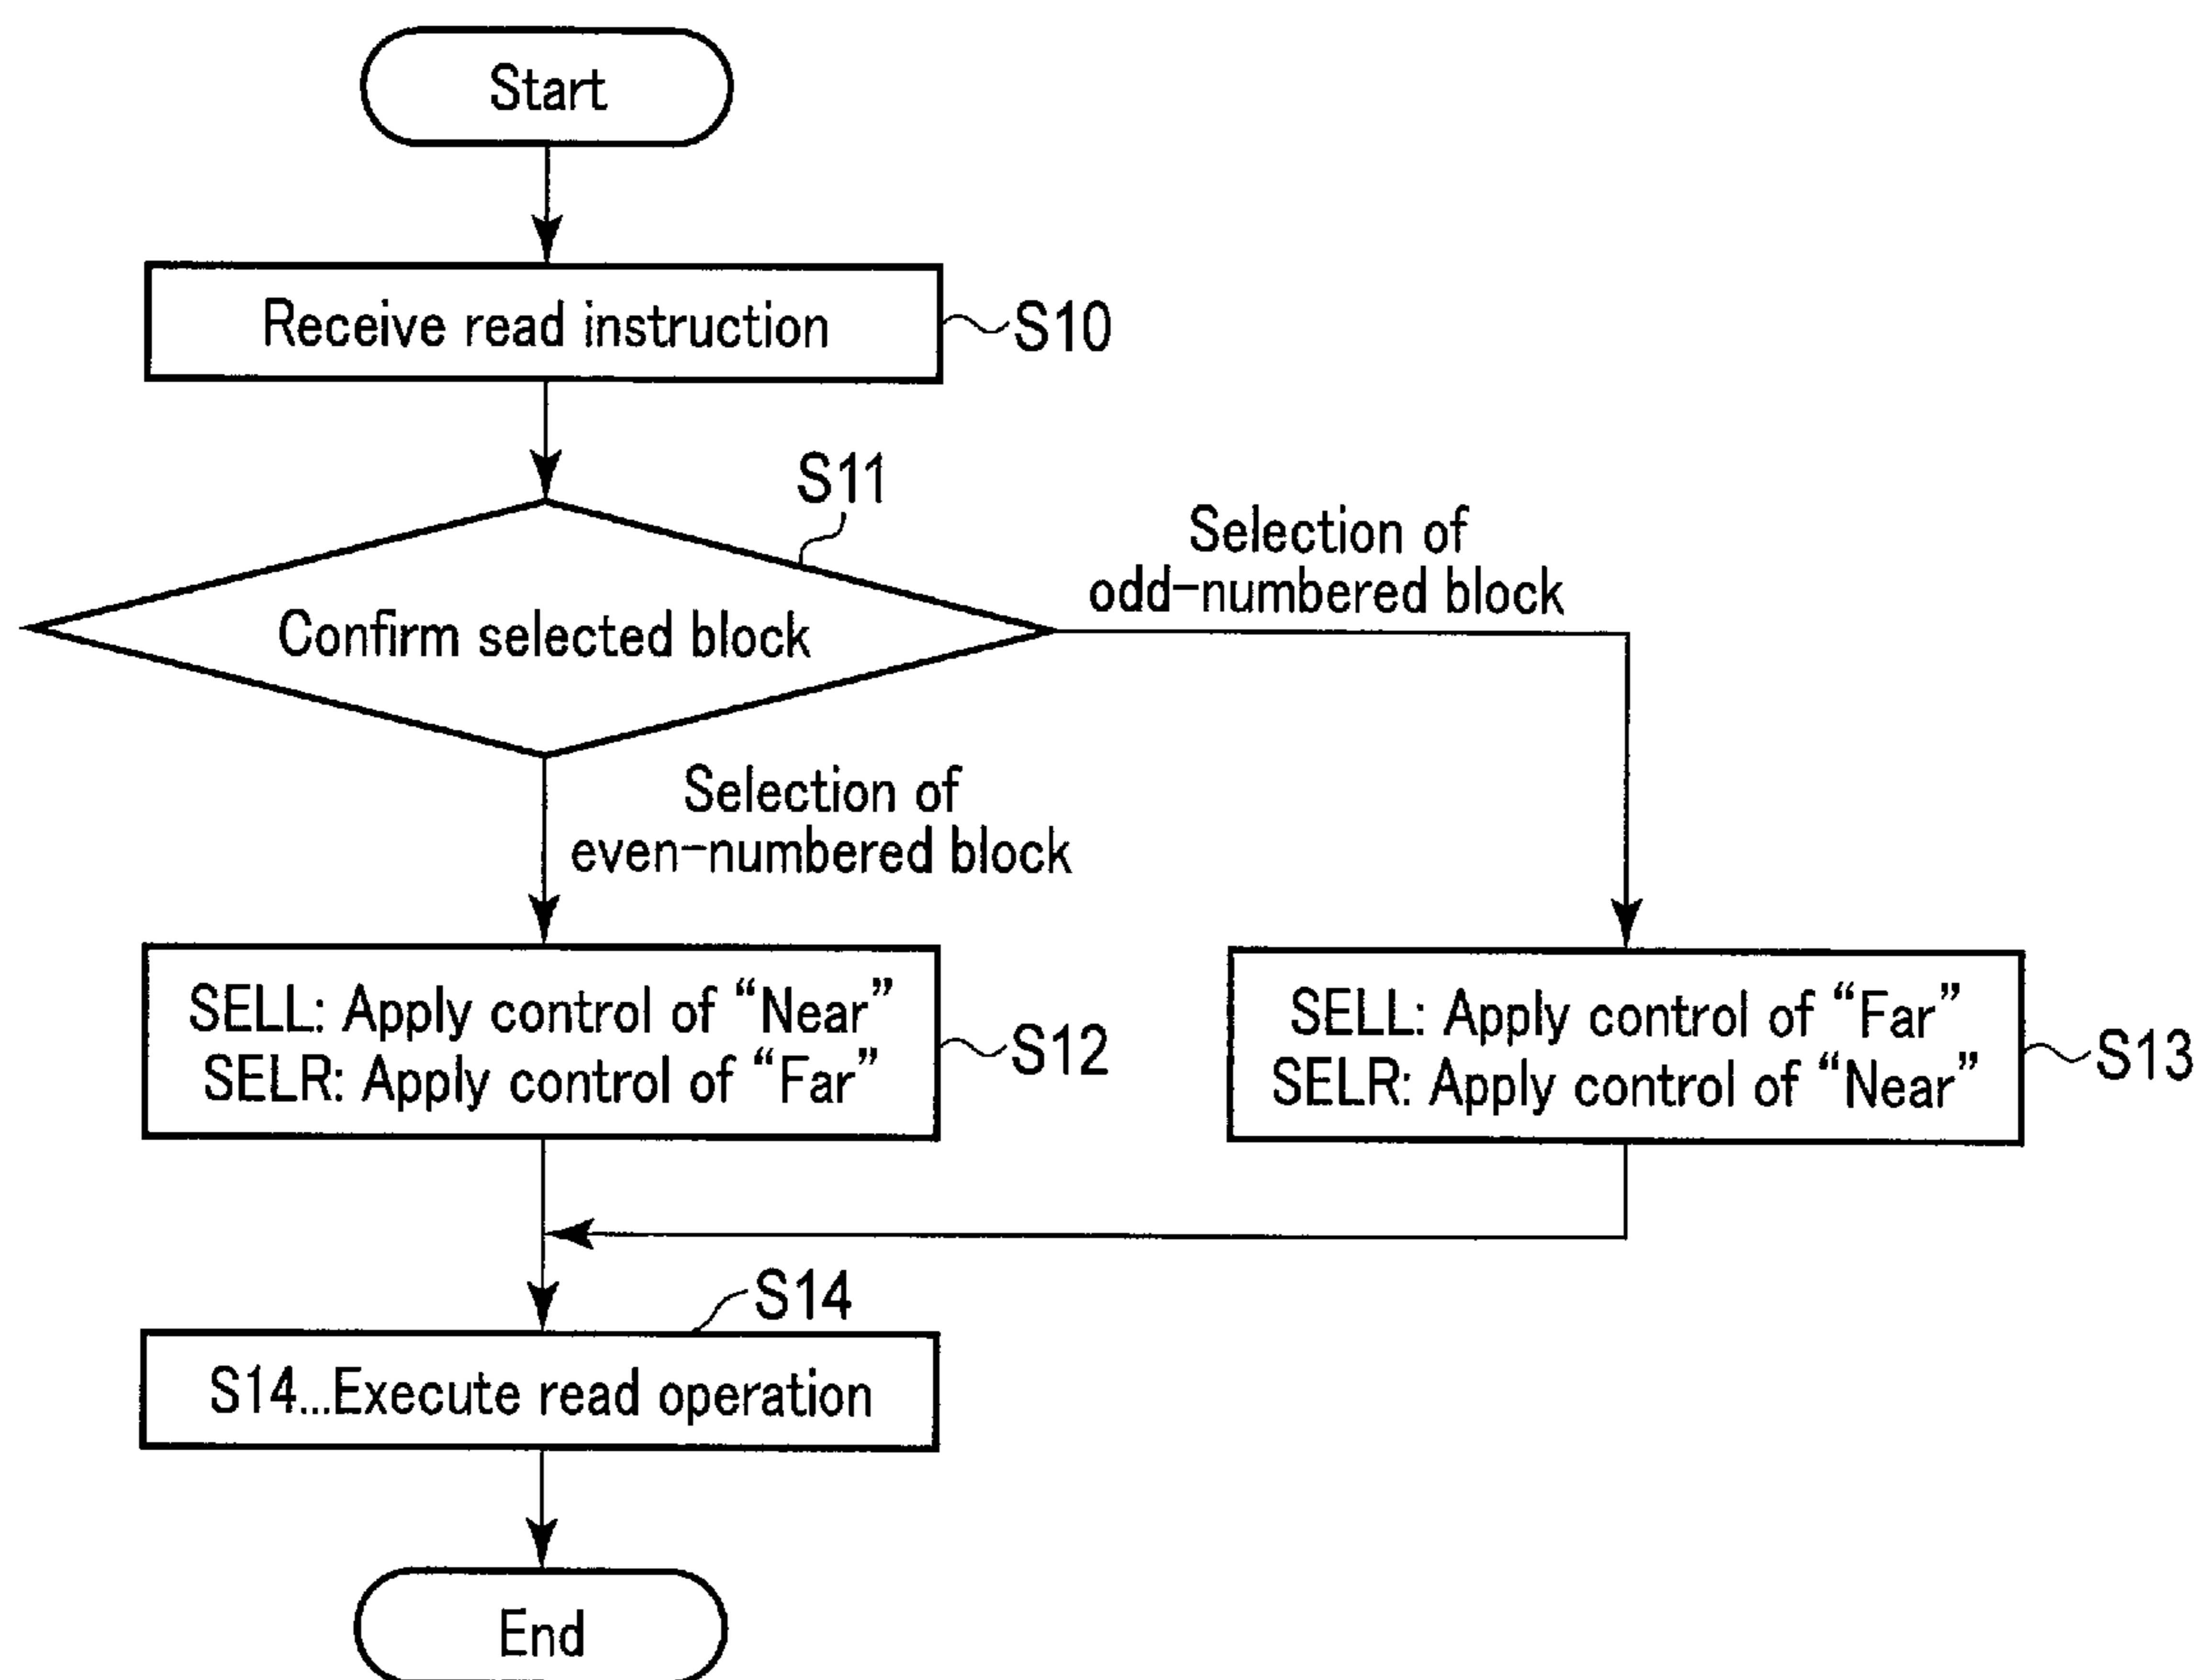 Start
Receive read instruction
S10
S11
Confirm selected block
Selection of
odd-numbered block
Selection of
even-numbered block
SELL: Apply control of “Near”
SELR: Apply control of “Far”
S12
SELL: Apply control of “Far”
SELR: Apply control of “Near”
S13
S14
S14...Execute read operation
End